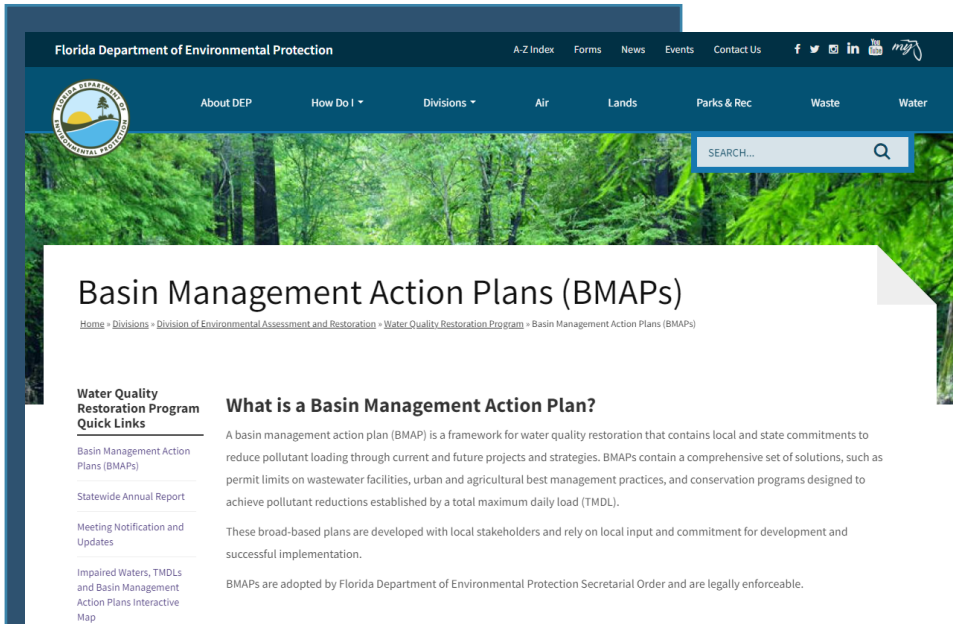 Florida Department of Environmental Protection
A-Z Index Forms News Events Contact Us
You Tube
FLORIDA DEPARTMENT OF ENVIRONMENTAL PROTECTION
About DEP How Do I Divisions Air Lands Parks & Rec Waste Water
SEARCH...
Basin Management Action Plans (BMAPs)
Home » Divisions » Division of Environmental Assessment and Restoration » Water Quality Restoration Program » Basin Management Action Plans (BMAPs)
Water Quality
Restoration Program
Quick Links
Basin Management Action
Plans (BMAPs)
Statewide Annual Report
Meeting Notification and
Updates
Impaired Waters, TMDLs
and Basin Management
Action Plans Interactive
Map
What is a Basin Management Action Plan?
A basin management action plan (BMAP) is a framework for water quality restoration that contains local and state commitments to
reduce pollutant loading through current and future projects and strategies. BMAPs contain a comprehensive set of solutions, such as
permit limits on wastewater facilities, urban and agricultural best management practices, and conservation programs designed to
achieve pollutant reductions established by a total maximum daily load (TMDL).
These broad-based plans are developed with local stakeholders and rely on local input and commitment for development and
successful implementation.
BMAPs are adopted by Florida Department of Environmental Protection Secretarial Order and are legally enforceable.